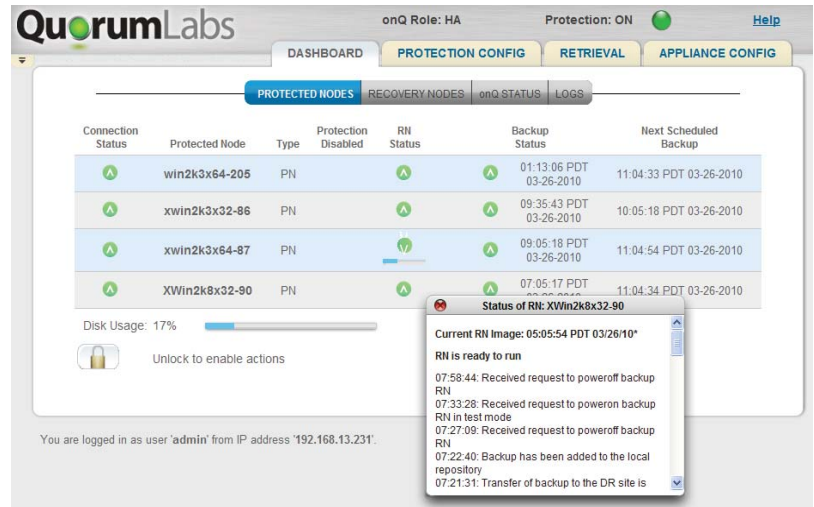 QuorumLabs
onQ Role: HA
Protection: ON
Help
DASHBOARD
PROTECTION CONFIG
RETRIEVAL
APPLIANCE CONFIG
PROTECTED NODES
RECOVERY NODES
onQ STATUS
LOGS
Connection Status
Protected Node
Type
Protection Disabled
RN Status
Backup Status
Next Scheduled Backup
win2k3x64-205 PN 01:13:06 PDT 03-26-2010 11:04:33 PDT 03-26-2010
xwin2k3x32-86 PN 09:35:43 PDT 03-26-2010 10:05:18 PDT 03-26-2010
xwin2k3x64-87 PN 09:05:18 PDT 03-26-2010 11:04:54 PDT 03-26-2010
XWin2k8x32-90 PN 07:05:17 PDT 11:04:34 PDT 03-26-2010
Disk Usage: 17%
Unlock to enable actions
Status of RN: XWin2k8x32-90
Current RN Image: 05:05:54 PDT 03/26/10*
RN is ready to run
07:58:44: Received request to poweroff backup
RN
07:33:28: Received request to poweron backup
RN in test mode
07:27:09: Received request to poweroff backup
RN
07:22:40: Backup has been added to the local
repository
07:21:31: Transfer of backup to the DR site is
You are logged in as user 'admin' from IP address '192.168.13.231'.